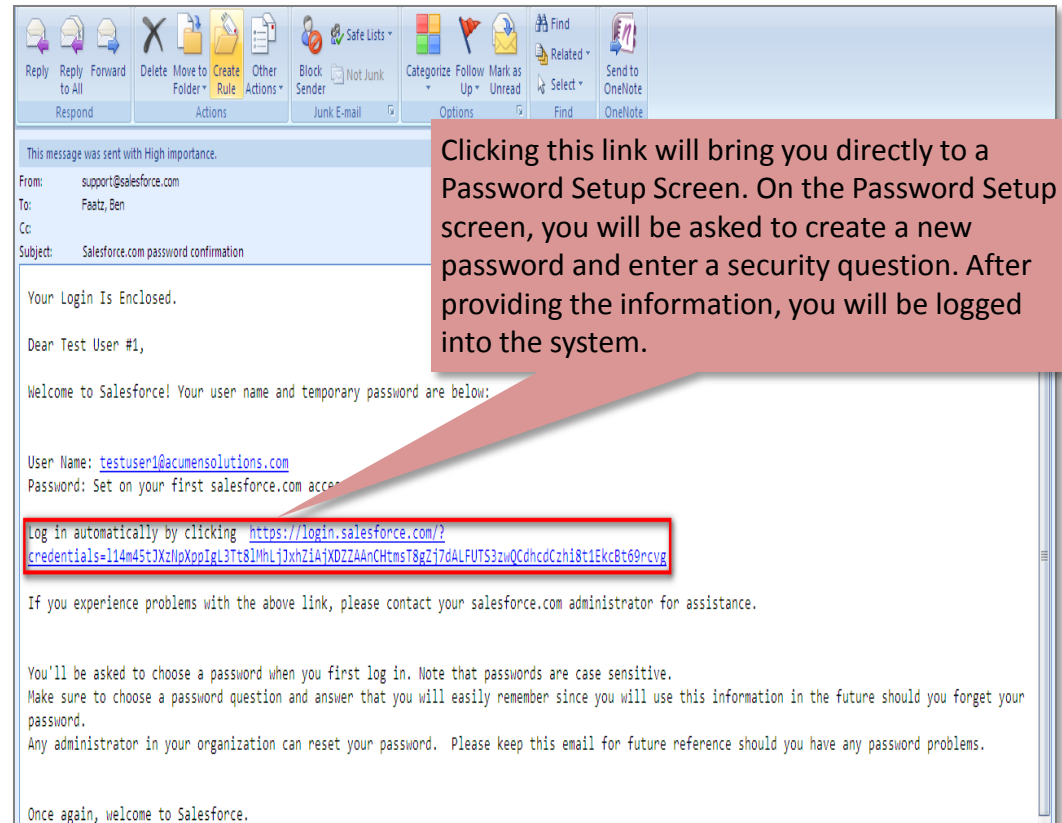 Reply Reply to All Forward Delete Move to Folder Create Rule Other Actions Block Sender Safe Lists Not Junk Categorize Follow Up Mark as Unread Find Related Select Send to OneNote
Respond Actions Junk E-mail Options Find OneNote
This message was sent with High importance.
From: support@salesforce.com
To: Faatz, Ben
Cc:
Subject: Salesforce.com password confirmation
Clicking this link will bring you directly to a
Password Setup Screen. On the Password Setup
screen, you will be asked to create a new
password and enter a security question. After
providing the information, you will be logged
into the system.
Your Login Is Enclosed.
Dear Test User #1,
Welcome to Salesforce! Your user name and temporary password are below:
User Name: testuser1@acumensolutions.com
Password: Set on your first salesforce.com acce
Log in automatically by clicking https://login.salesforce.com/?
credentials=l14m45tJXzNpXppIgL3Tt8lMhLjJxhZiAjXDZZAAnCHtmsT8gZj7dALFUTS3zwQCdhcdCzhi8t1EkcBt69rcvg
If you experience problems with the above link, please contact your salesforce.com administrator for assistance.
You'll be asked to choose a password when you first log in. Note that passwords are case sensitive.
Make sure to choose a password question and answer that you will easily remember since you will use this information in the future should you forget your
password.
Any administrator in your organization can reset your password. Please keep this email for future reference should you have any password problems.
Once again, welcome to Salesforce.